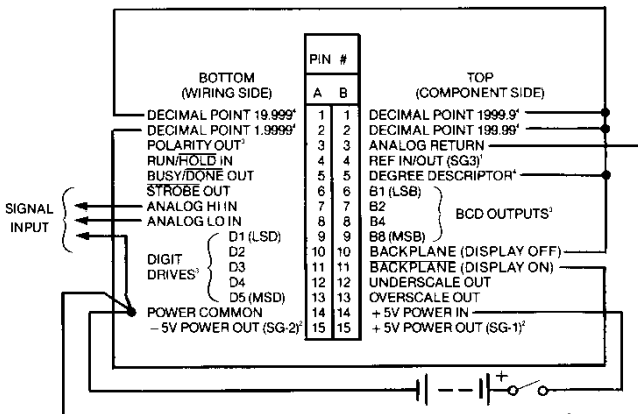 PIN #
BOTTOM
(WIRING SIDE)
TOP
(COMPONENT SIDE)
A B
DECIMAL POINT 19.999⁴ 1 1 DECIMAL POINT 1999.9⁴
DECIMAL POINT 1.9999⁴ 2 2 DECIMAL POINT 199.99⁴
POLARITY OUT³ 3 3 ANALOG RETURN
RUN/HOLD IN 4 4 REF IN/OUT (SG3)¹
BUSY/DONE OUT 5 5 DEGREE DESCRIPTOR⁴
STROBE OUT 6 6 B1 (LSB)
ANALOG HI IN 7 7 B2
ANALOG LO IN 8 8 B4
D1 (LSD) 9 9 B8 (MSB)
D2 10 10 BACKPLANE (DISPLAY OFF)
D3 11 11 BACKPLANE (DISPLAY ON)
D4 12 12 UNDERSCALE OUT
D5 (MSD) 13 13 OVERSCALE OUT
POWER COMMON 14 14 +5V POWER IN
−5V POWER OUT (SG-2)² 15 15 +5V POWER OUT (SG-1)²
SIGNAL
INPUT
BCD OUTPUTS³
DIGIT
DRIVES³
+